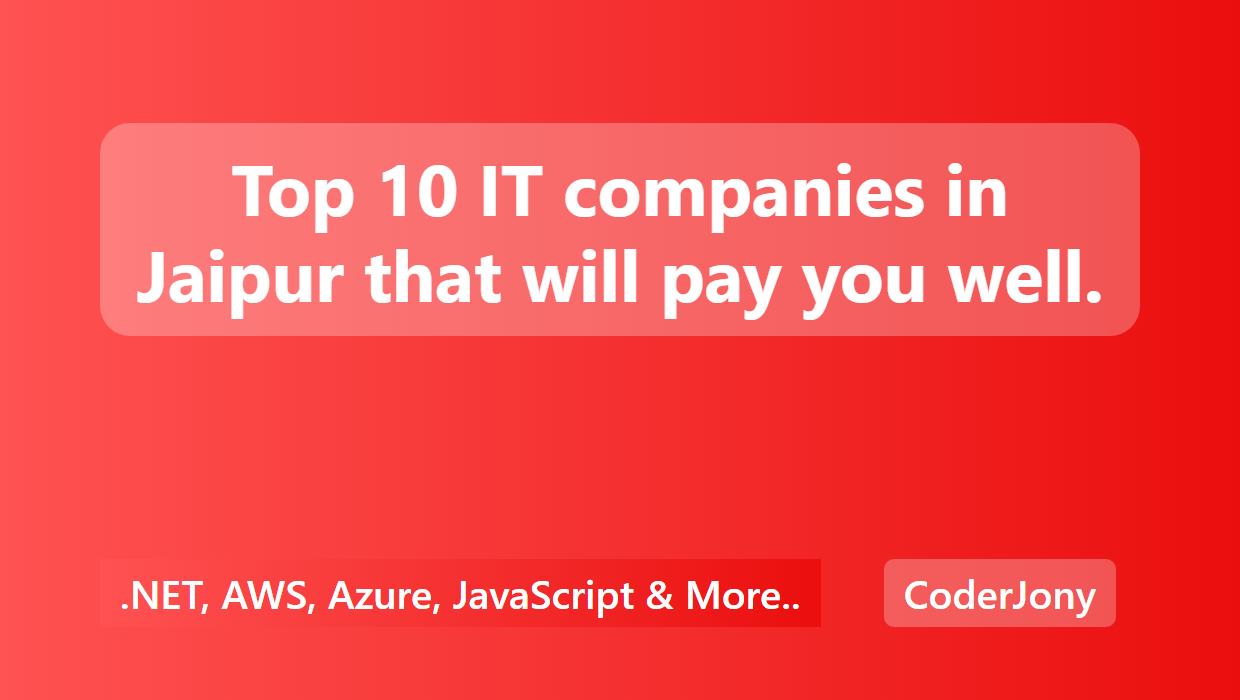 Top 10 IT companies in
Jaipur that will pay you well.
.NET, AWS, Azure, JavaScript & More..
CoderJony